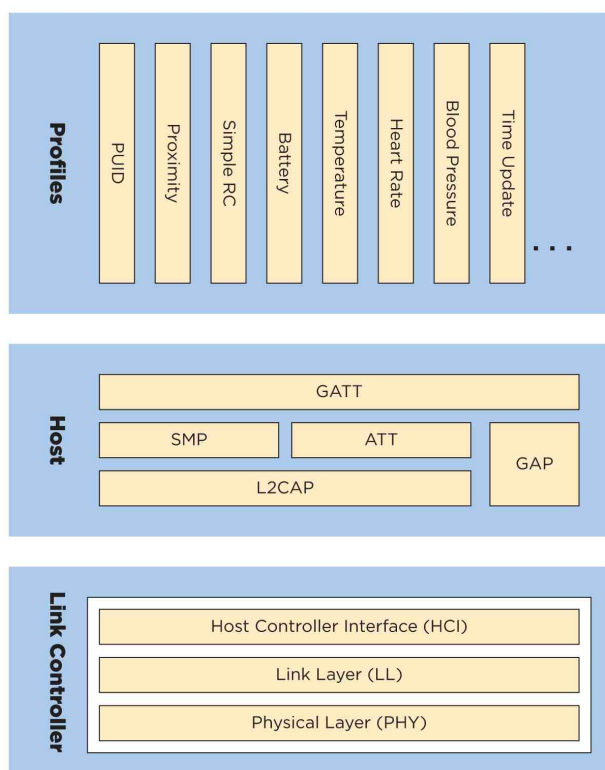 Profiles
PUID
Proximity
Simple RC
Battery
Temperature
Heart Rate
Blood Pressure
Time Update
...
Host
GATT
SMP
ATT
GAP
L2CAP
Link Controller
Host Controller Interface (HCI)
Link Layer (LL)
Physical Layer (PHY)